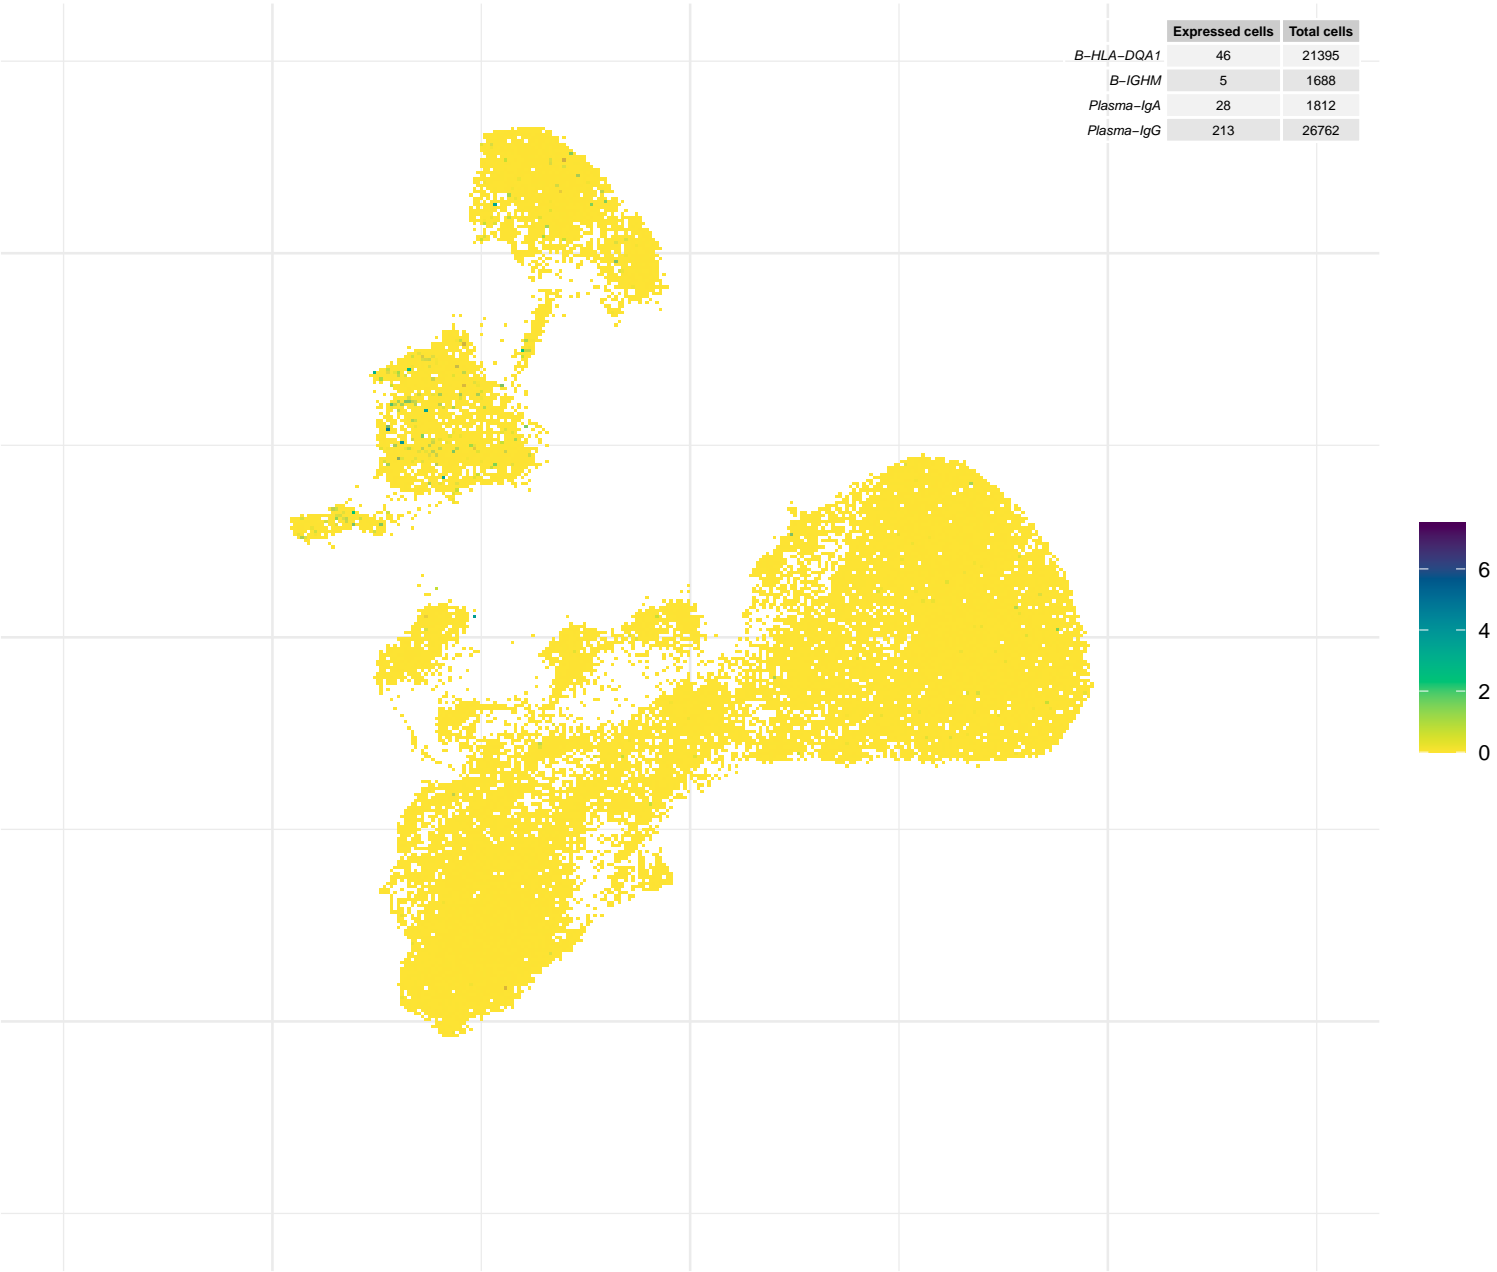 Expressed cells Total cells
B−HLA−DQA1 46 21395
B−IGHM 5 1688
Plasma−IgA 28 1812
Plasma−IgG 213 26762
6
4
2
0